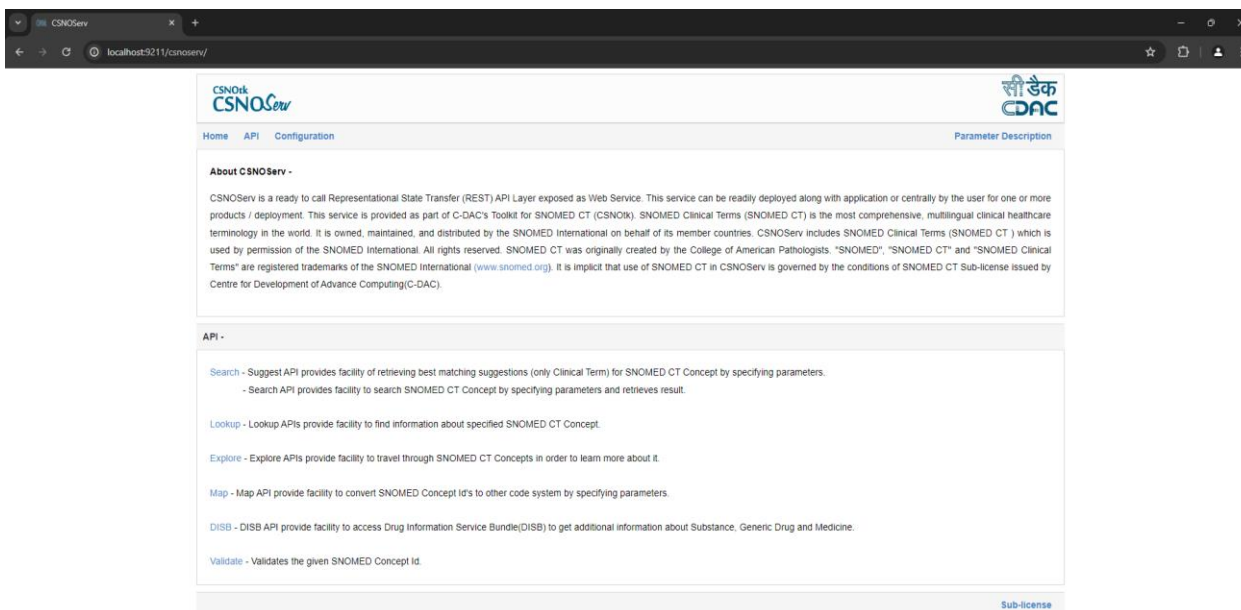 CSNOServ
localhost:9211/csnoserv/
CSNOtk
CSNOServ
सी डैक
CDAC
Home API Configuration
Parameter Description
About CSNOServ -
CSNOServ is a ready to call Representational State Transfer (REST) API Layer exposed as Web Service. This service can be readily deployed along with application or centrally by the user for one or more
products / deployment. This service is provided as part of C-DAC's Toolkit for SNOMED CT (CSNOtk). SNOMED Clinical Terms (SNOMED CT) is the most comprehensive, multilingual clinical healthcare
terminology in the world. It is owned, maintained, and distributed by the SNOMED International on behalf of its member countries. CSNOServ includes SNOMED Clinical Terms (SNOMED CT ) which is
used by permission of the SNOMED International. All rights reserved. SNOMED CT was originally created by the College of American Pathologists. "SNOMED", "SNOMED CT" and "SNOMED Clinical
Terms" are registered trademarks of the SNOMED International (www.snomed.org). It is implicit that use of SNOMED CT in CSNOServ is governed by the conditions of SNOMED CT Sub-license issued by
Centre for Development of Advance Computing(C-DAC).
API -
Search - Suggest API provides facility of retrieving best matching suggestions (only Clinical Term) for SNOMED CT Concept by specifying parameters.
- Search API provides facility to search SNOMED CT Concept by specifying parameters and retrieves result.
Lookup - Lookup APIs provide facility to find information about specified SNOMED CT Concept.
Explore - Explore APIs provide facility to travel through SNOMED CT Concepts in order to learn more about it.
Map - Map API provide facility to convert SNOMED Concept Id's to other code system by specifying parameters.
DISB - DISB API provide facility to access Drug Information Service Bundle(DISB) to get additional information about Substance, Generic Drug and Medicine.
Validate - Validates the given SNOMED Concept Id.
Sub-license